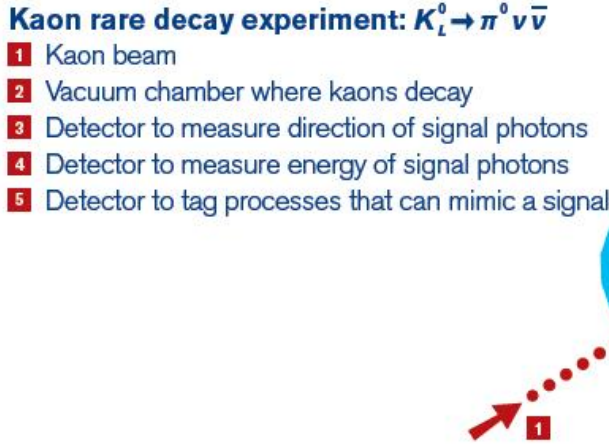 Kaon rare decay experiment: K⁰_L → π⁰ ν ν̅
1 Kaon beam
2 Vacuum chamber where kaons decay
3 Detector to measure direction of signal photons
4 Detector to measure energy of signal photons
5 Detector to tag processes that can mimic a signal
1